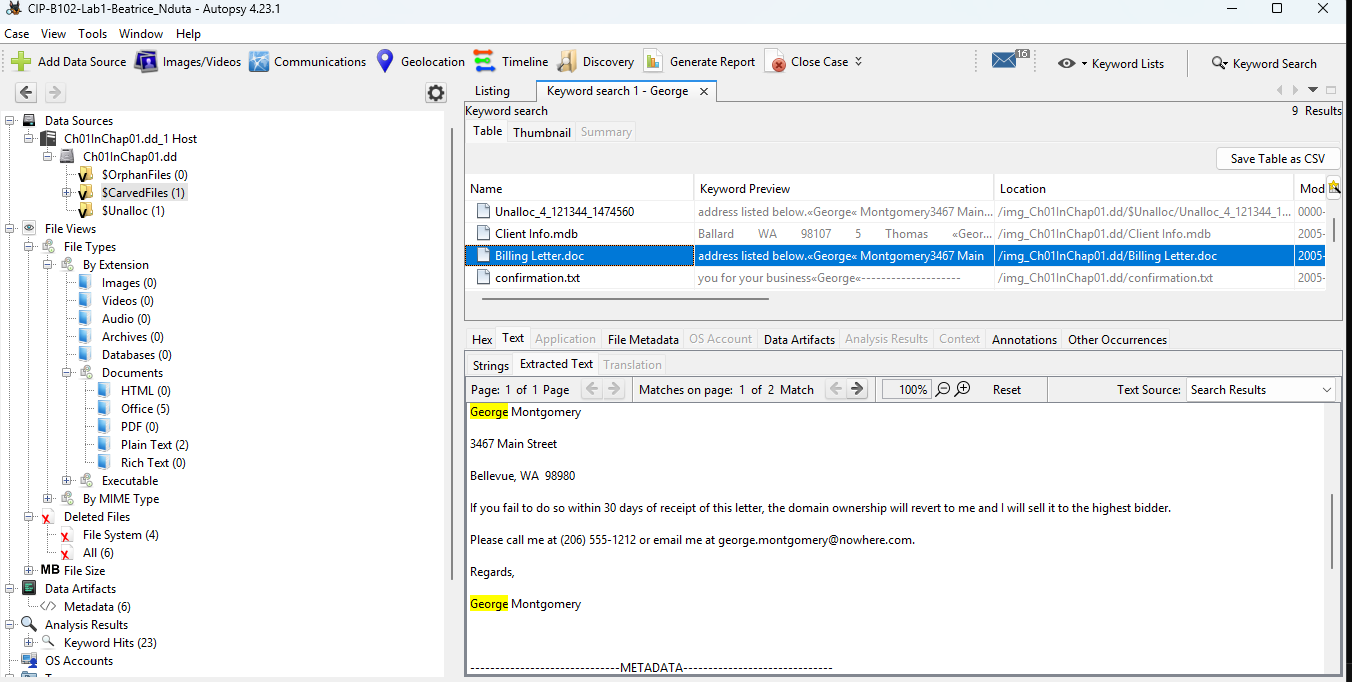 CIP-B102-Lab1-Beatrice_Nduta - Autopsy 4.23.1
Case View Tools Window Help
Add Data Source Images/Videos Communications Geolocation Timeline Discovery Generate Report Close Case 16 Keyword Lists Keyword Search
Data Sources
Ch01InChap01.dd_1 Host
Ch01InChap01.dd
$OrphanFiles (0)
$CarvedFiles (1)
$Unalloc (1)
File Views
File Types
By Extension
Images (0)
Videos (0)
Audio (0)
Archives (0)
Databases (0)
Documents
HTML (0)
Office (5)
PDF (0)
Plain Text (2)
Rich Text (0)
Executable
By MIME Type
Deleted Files
File System (4)
All (6)
MB File Size
Data Artifacts
Metadata (6)
Analysis Results
Keyword Hits (23)
OS Accounts
Listing Keyword search 1 - George
Keyword search 9 Results
Table Thumbnail Summary
Save Table as CSV
Name Keyword Preview Location Mod
Unalloc_4_121344_1474560 address listed below.«George« Montgomery3467 Main... /img_Ch01InChap01.dd/$Unalloc/Unalloc_4_121344_1... 0000-
Client Info.mdb Ballard WA 98107 5 Thomas «Geor... /img_Ch01InChap01.dd/Client Info.mdb 2005-
Billing Letter.doc address listed below.«George« Montgomery3467 Main /img_Ch01InChap01.dd/Billing Letter.doc 2005-
confirmation.txt you for your business«George«-------------------- /img_Ch01InChap01.dd/confirmation.txt 2005-
Hex Text Application File Metadata OS Account Data Artifacts Analysis Results Context Annotations Other Occurrences
Strings Extracted Text Translation
Page: 1 of 1 Page Matches on page: 1 of 2 Match 100% Reset Text Source: Search Results
George Montgomery
3467 Main Street
Bellevue, WA 98980
If you fail to do so within 30 days of receipt of this letter, the domain ownership will revert to me and I will sell it to the highest bidder.
Please call me at (206) 555-1212 or email me at george.montgomery@nowhere.com.
Regards,
George Montgomery
------------------------------METADATA------------------------------